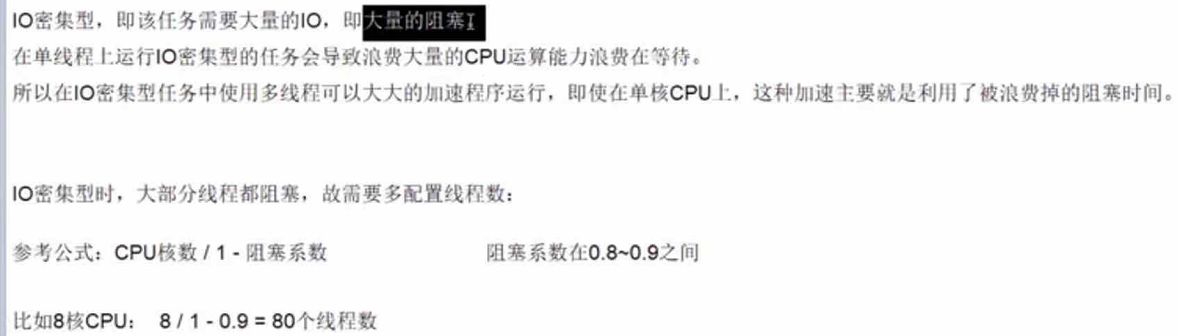 IO密集型，即该任务需要大量的IO，即大量的阻塞
在单线程上运行IO密集型的任务会导致浪费大量的CPU运算能力浪费在等待。
所以在IO密集型任务中使用多线程可以大大的加速程序运行，即使在单核CPU上，这种加速主要就是利用了被浪费掉的阻塞时间。
IO密集型时，大部分线程都阻塞，故需要多配置线程数：
参考公式：CPU核数 / 1 - 阻塞系数 阻塞系数在0.8~0.9之间
比如8核CPU： 8 / 1 - 0.9 = 80个线程数